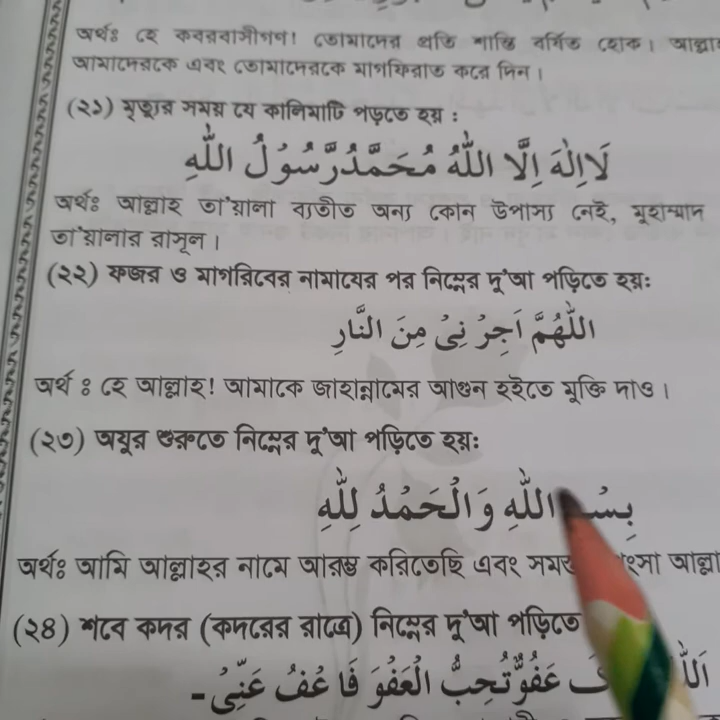 অর্থঃ হে কবরবাসীগণ! তোমাদের প্রতি শান্তি বর্ষিত হোক। আল্লাহ
আমাদেরকে এবং তোমাদেরকে মাগফিরাত করে দিন।
(২১) মৃত্যুর সময় যে কালিমাটি পড়তে হয় :
لَااِلٰهَ اِلَّا اللّٰهُ مُحَمَّدُرَّسُوْلُ اللّٰهِ
অর্থঃ আল্লাহ তা'য়ালা ব্যতীত অন্য কোন উপাস্য নেই, মুহাম্মাদ
তা'য়ালার রাসূল।
(২২) ফজর ও মাগরিবের নামাযের পর নিম্নের দু'আ পড়িতে হয়ঃ
اَللّٰهُمَّ اَجِرْ نِىْ مِنَ النَّارِ
অর্থ ঃ হে আল্লাহ! আমাকে জাহান্নামের আগুন হইতে মুক্তি দাও।
(২৩) অযুর শুরুতে নিম্নের দু'আ পড়িতে হয়ঃ
بِسْمِ اللّٰهِ وَالْحَمْدُ لِلّٰهِ
অর্থঃ আমি আল্লাহর নামে আরম্ভ করিতেছি এবং আল্লা
(২৪) শবে কদর (কদরের রাত্রে) নিম্নের দু'আ পড়িতে
عَفُوٌّتُحِبُّ الْعَفْوَ فَا عْفُ عَنِّىْ-